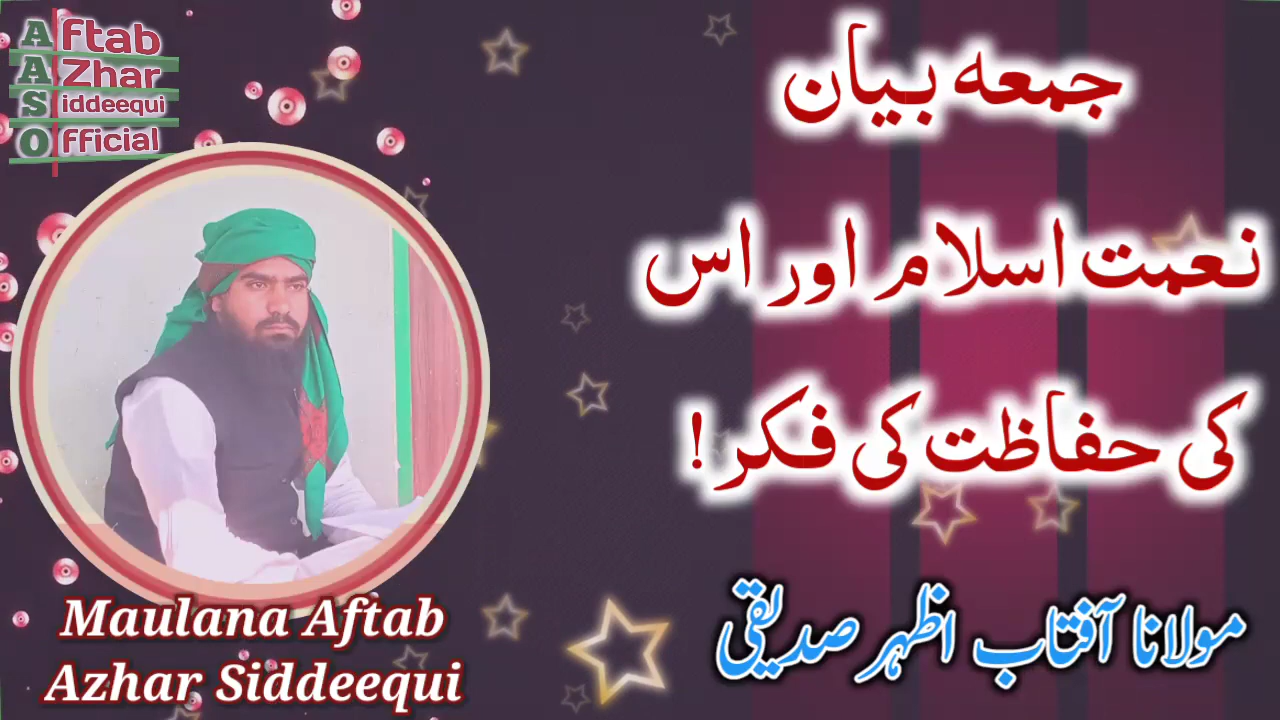 Aftab
AZhar
Siddeequi
Official
جمعہ بیان
نعمت اسلام اور اس
کی حفاظت کی فکر!
Maulana Aftab
Azhar Siddeequi
مولانا آفتاب اظہر صدیقی